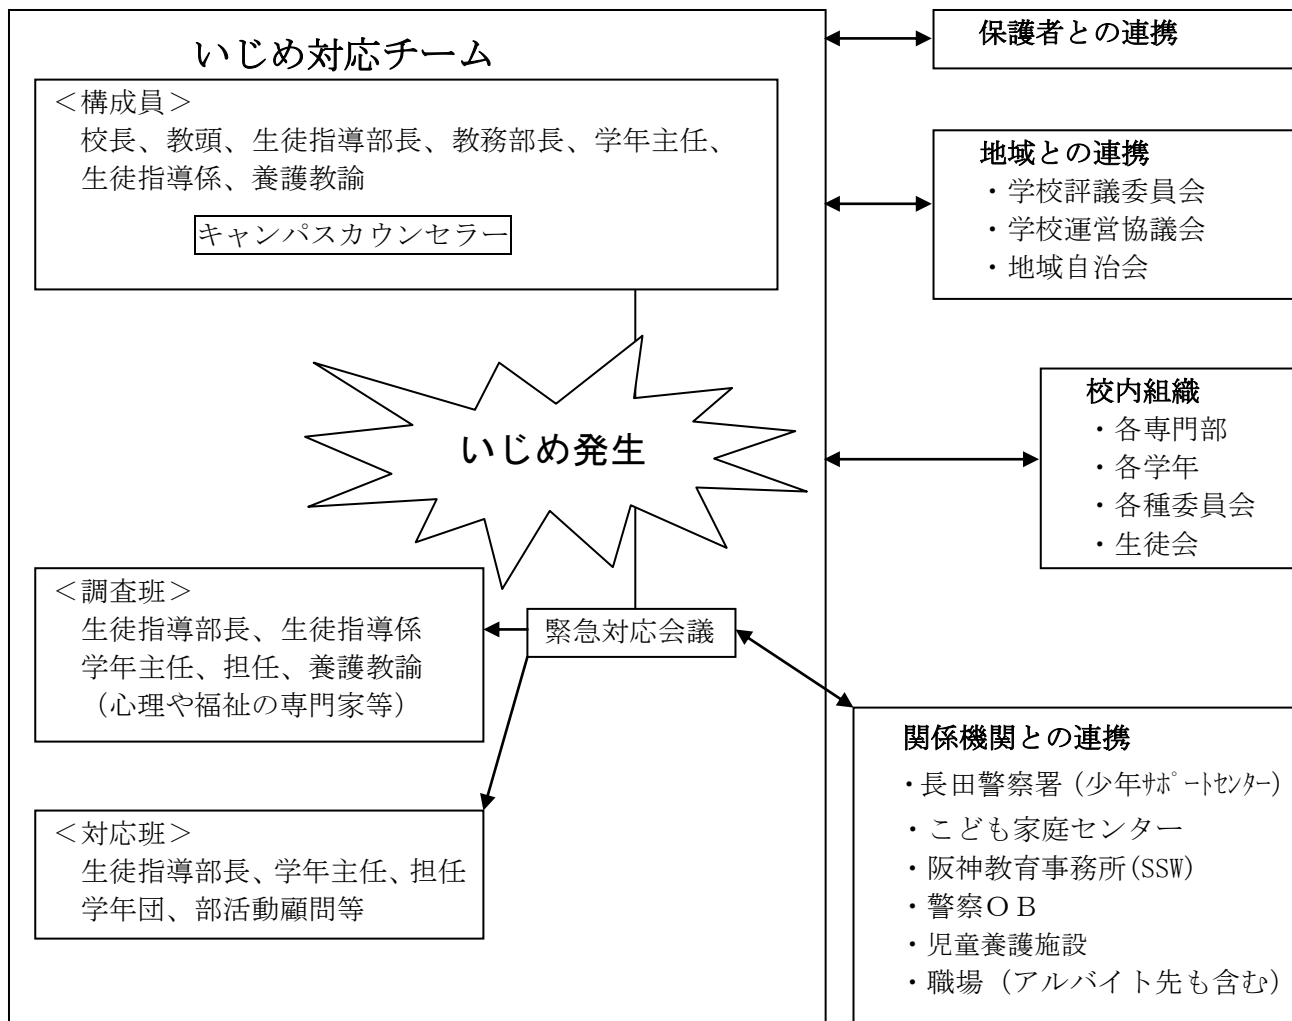 いじめ対応チーム
＜構成員＞
校長、教頭、生徒指導部長、教務部長、学年主任、
生徒指導係、養護教諭
キャンパスカウンセラー
いじめ発生
緊急対応会議
＜調査班＞
生徒指導部長、生徒指導係
学年主任、担任、養護教諭
（心理や福祉の専門家等）
＜対応班＞
生徒指導部長、学年主任、担任
学年団、部活動顧問等
保護者との連携
地域との連携
・学校評議委員会
・学校運営協議会
・地域自治会
校内組織
・各専門部
・各学年
・各種委員会
・生徒会
関係機関との連携
・長田警察署（少年ｻﾎﾟｰﾄｾﾝﾀｰ）
・こども家庭センター
・阪神教育事務所(SSW)
・警察ＯＢ
・児童養護施設
・職場（アルバイト先も含む）